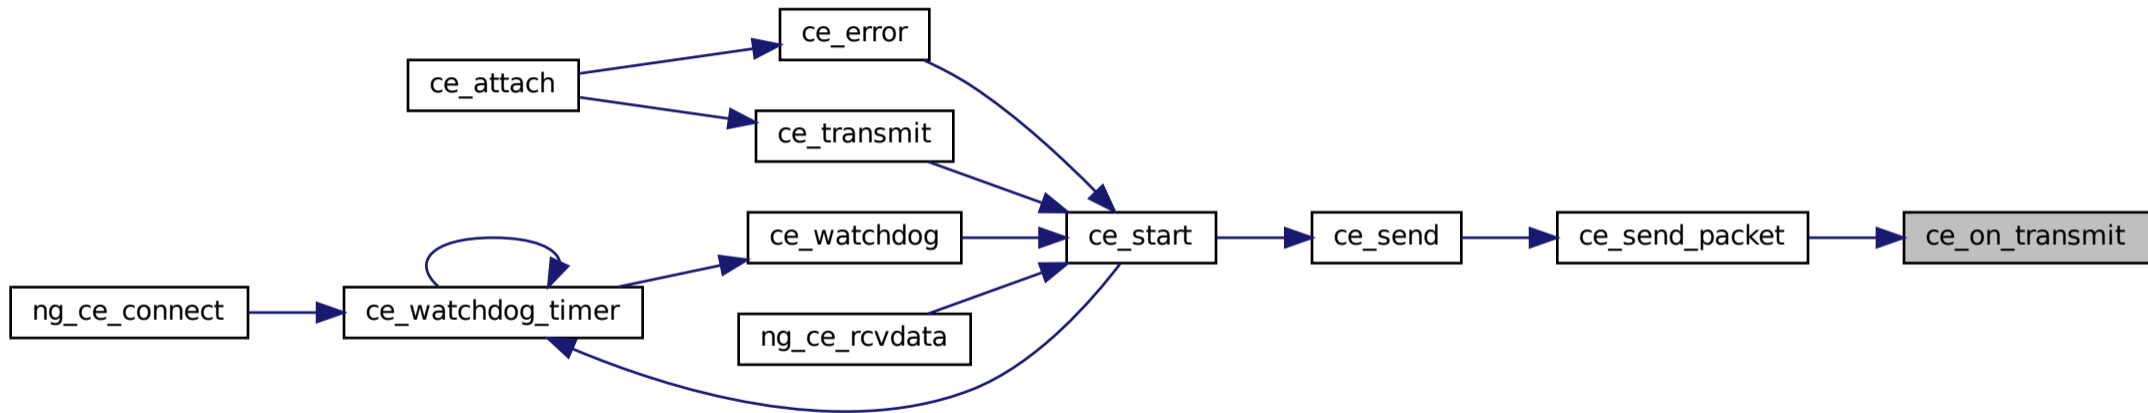 ce_error
ce_attach
ce_transmit
ce_watchdog
ce_start
ce_send
ce_send_packet
ce_on_transmit
ng_ce_connect
ce_watchdog_timer
ng_ce_rcvdata